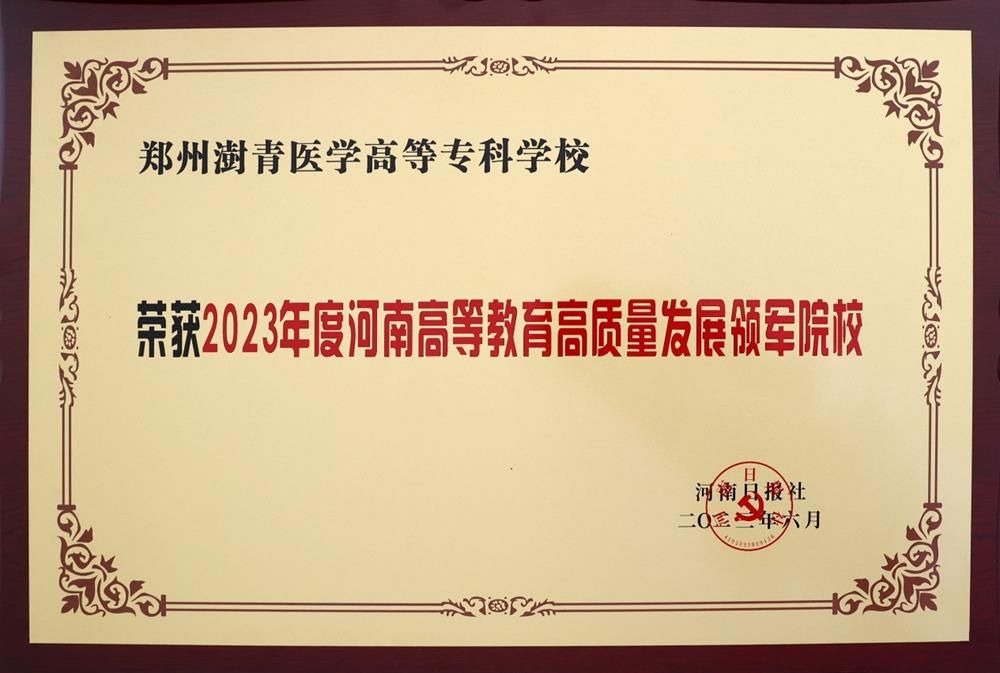 郑州澍青医学高等专科学校
荣获2023年度河南高等教育高质量发展领军院校
河南日报社
二〇二三年六月